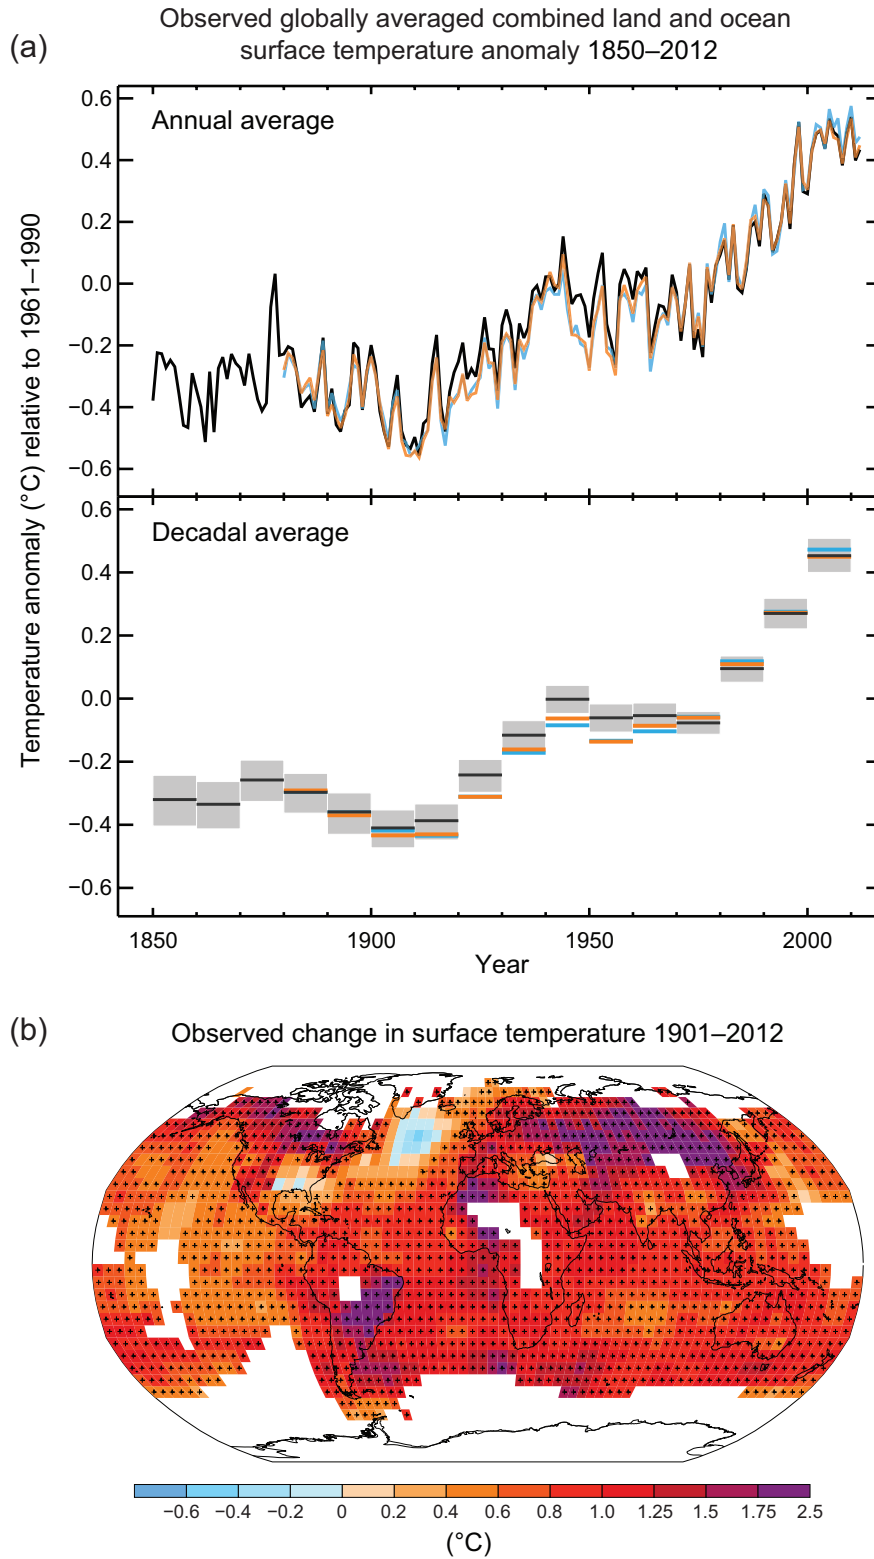 Observed globally averaged combined land and ocean
surface temperature anomaly 1850–2012
(a)
Temperature anomaly (°C) relative to 1961–1990
Annual average
0.6
0.4
0.2
0.0
−0.2
−0.4
−0.6
Decadal average
0.6
0.4
0.2
0.0
−0.2
−0.4
−0.6
1850 1900 1950 2000
Year
(b)
Observed change in surface temperature 1901–2012
−0.6 −0.4 −0.2 0 0.2 0.4 0.6 0.8 1.0 1.25 1.5 1.75 2.5
(°C)